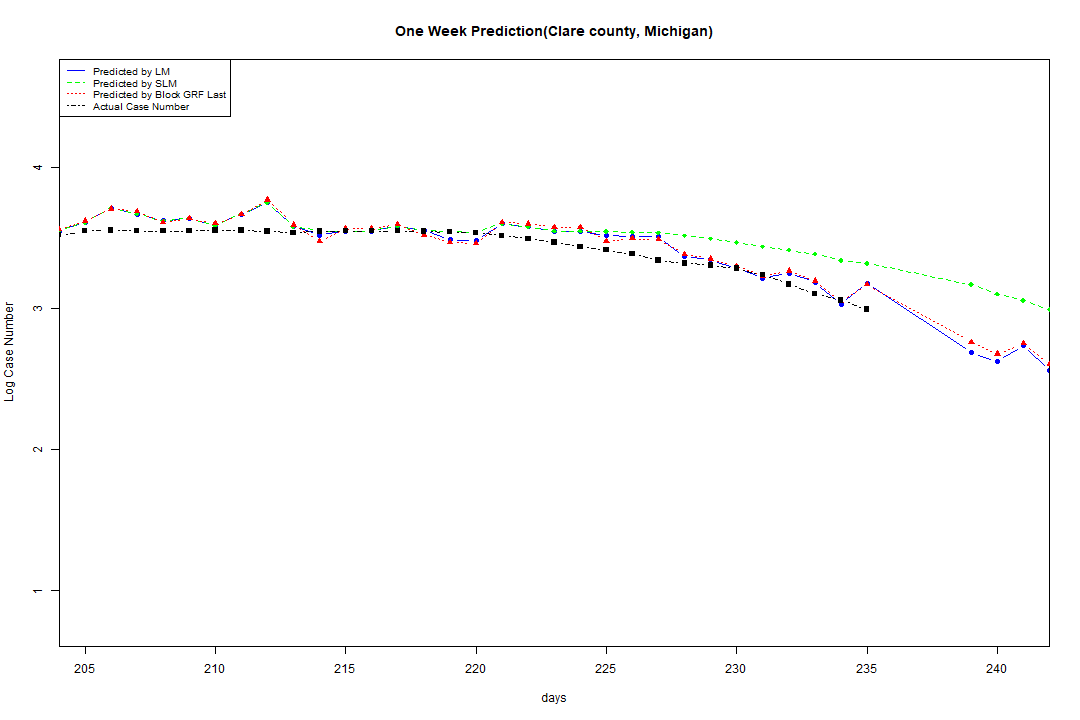 One Week Prediction(Clare county, Michigan)
Predicted by LM
Predicted by SLM
Predicted by Block GRF Last
Actual Case Number
4
3
2
1
Log Case Number
205 210 215 220 225 230 235 240
days